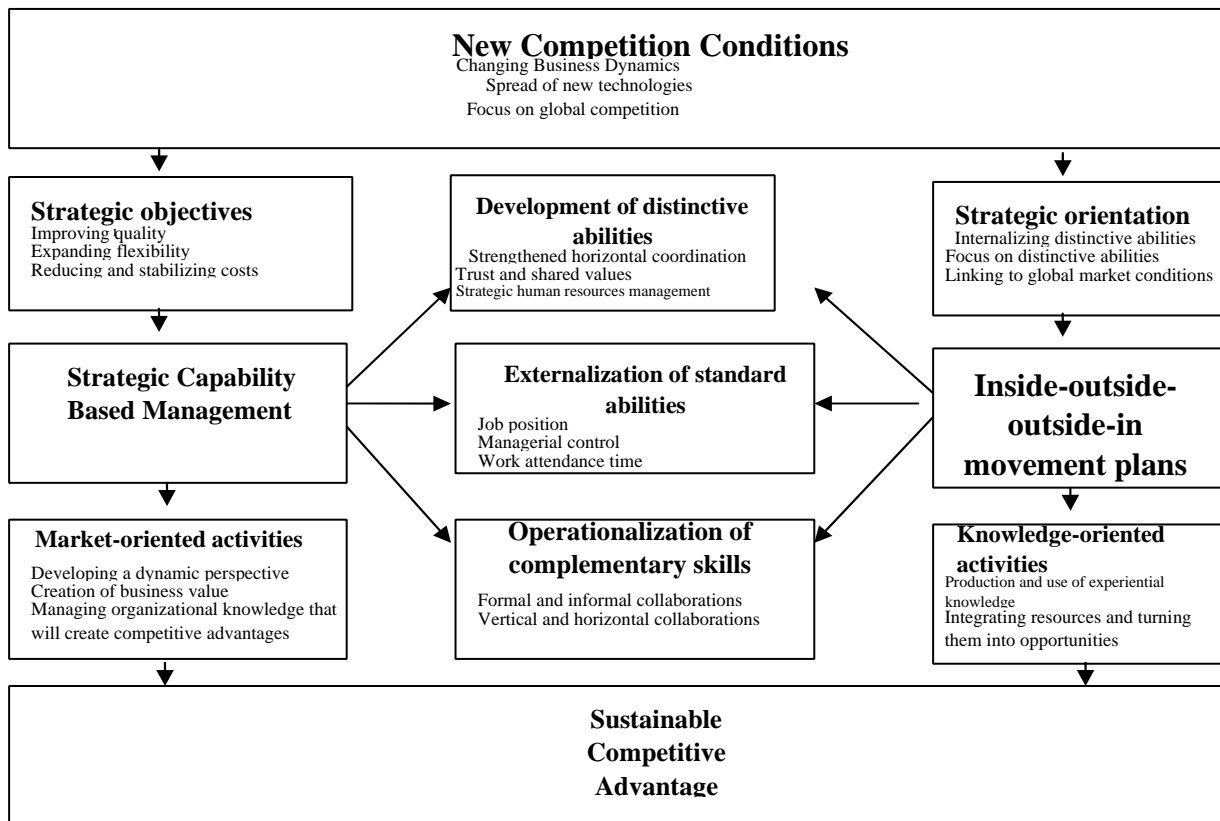 New Competition Conditions
Changing Business Dynamics
Spread of new technologies
Focus on global competition
Strategic objectives
Improving quality
Expanding flexibility
Reducing and stabilizing costs
Development of distinctive
abilities
Strengthened horizontal coordination
Trust and shared values
Strategic human resources management
Strategic orientation
Internalizing distinctive abilities
Focus on distinctive abilities
Linking to global market conditions
Strategic Capability
Based Management
Externalization of standard
abilities
Job position
Managerial control
Work attendance time
Inside-outside-
outside-in
movement plans
Market-oriented activities
Developing a dynamic perspective
Creation of business value
Managing organizational knowledge that
will create competitive advantages
Operationalization of
complementary skills
Formal and informal collaborations
Vertical and horizontal collaborations
Knowledge-oriented
activities
Production and use of experiential
knowledge
Integrating resources and turning
them into opportunities
Sustainable
Competitive
Advantage